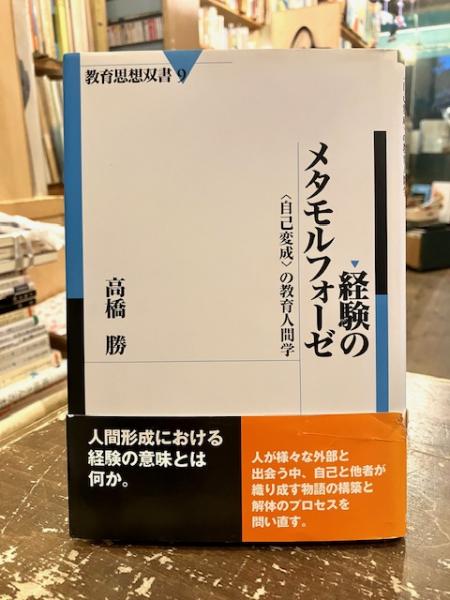 教育思想双書 9
経験の
メタモルフォーゼ
〈自己変成〉の教育人間学
高橋 勝
人間形成における
経験の意味とは
何か。
人が様々な外部と
出会う中、自己と他者が
織り成す物語の構築と
解体のプロセスを
問い直す。